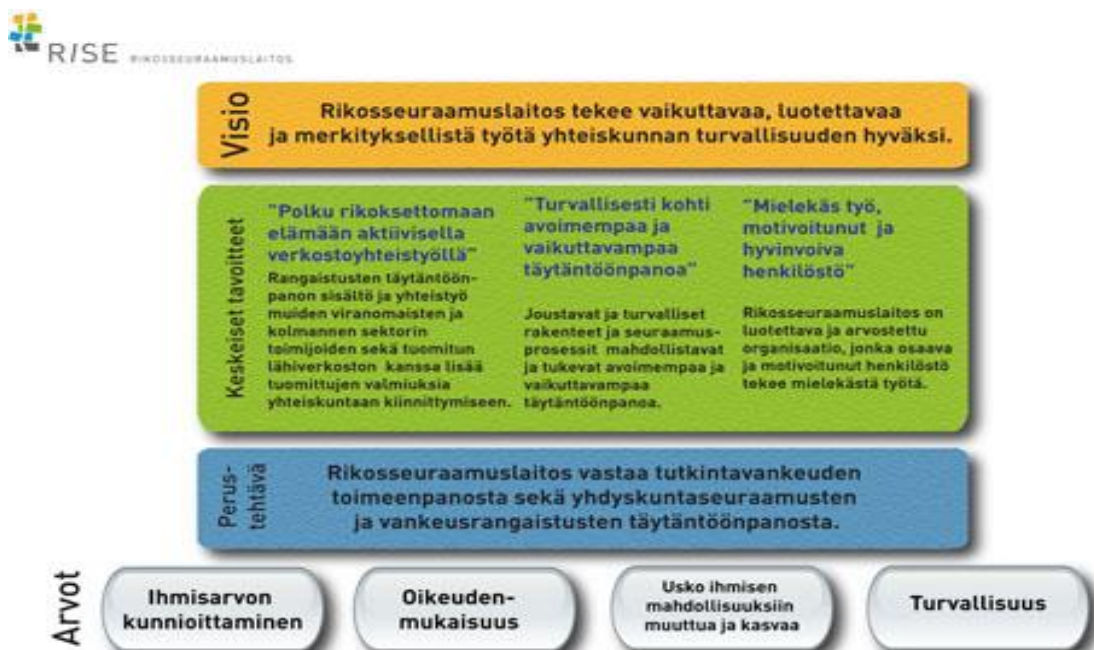 RISE RIKOSSEURAAMUSLAITOS
Visio
Rikosseuraamuslaitos tekee vaikuttavaa, luotettavaa
ja merkityksellistä työtä yhteiskunnan turvallisuuden hyväksi.
Keskeiset tavoitteet
"Polku rikoksettomaan
elämään aktiivisella
verkostoyhteistyöllä"
Rangaistusten täytäntöön-
panon sisältö ja yhteistyö
muiden viranomaisten ja
kolmannen sektorin
toimijoiden sekä tuomitun
lähiverkoston kanssa lisää
tuomittujen valmiuksia
yhteiskuntaan kiinnittymiseen.
"Turvallisesti kohti
avoimempaa ja
vaikuttavampaa
täytäntöönpanoa"
Joustavat ja turvalliset
rakenteet ja seuraamus-
prosessit mahdollistavat
ja tukevat avoimempaa ja
vaikuttavampaa
täytäntöönpanoa.
"Mielekäs työ,
motivoitunut ja
hyvinvoiva
henkilöstö"
Rikosseuraamuslaitos on
luotettava ja arvostettu
organisaatio, jonka osaava
ja motivoitunut henkilöstö
tekee mielekästä työtä.
Perus-
tehtävä
Rikosseuraamuslaitos vastaa tutkintavankeuden
toimeenpanosta sekä yhdyskuntaseuraamusten
ja vankeusrangaistusten täytäntöönpanosta.
Arvot
Ihmisarvon
kunnioittaminen
Oikeuden-
mukaisuus
Usko ihmisen
mahdollisuuksiin
muuttua ja kasvaa
Turvallisuus